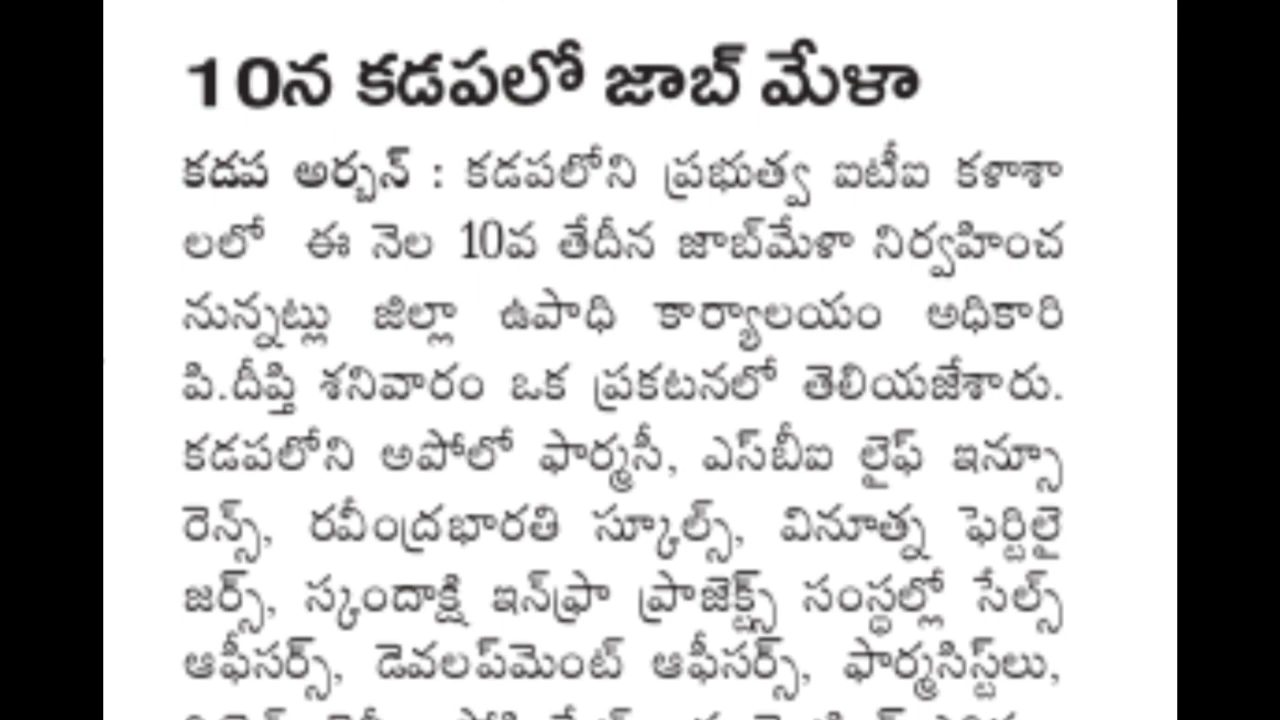 10న కడపలో జాబ్ మేళా
కడప అర్బన్ : కడపలోని ప్రభుత్వ ఐటీఐ కళాశా
లలో ఈ నెల 10వ తేదీన జాబ్‌మేళా నిర్వహించ
నున్నట్లు జిల్లా ఉపాధి కార్యాలయం అధికారి
పి.దీప్తి శనివారం ఒక ప్రకటనలో తెలియజేశారు.
కడపలోని అపోలో ఫార్మసీ, ఎస్‌బీఐ లైఫ్ ఇన్సూ
రెన్స్, రవీంద్రభారతి స్కూల్స్, వినూత్న ఫెర్టిలై
జర్స్, స్కందాక్షి ఇన్‌ఫ్రా ప్రాజెక్ట్స్ సంస్థల్లో సేల్స్
ఆఫీసర్స్, డెవలప్‌మెంట్ ఆఫీసర్స్, ఫార్మసిస్ట్‌లు,